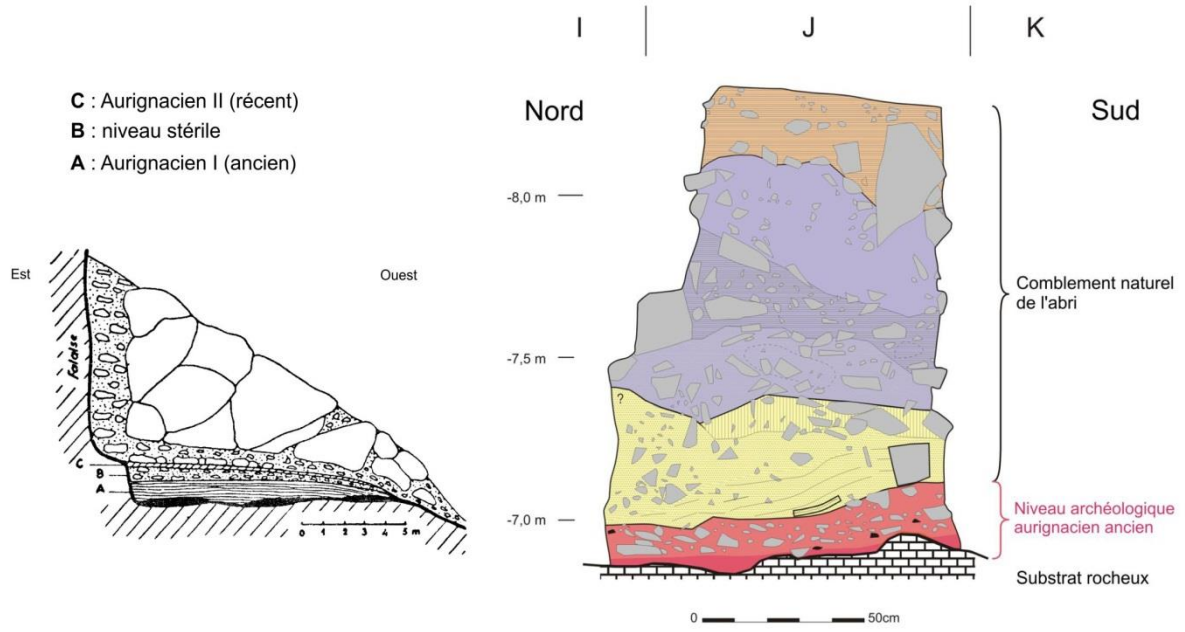 C : Aurignacien II (récent)
B : niveau stérile
A : Aurignacien I (ancien)
Est
Ouest
Falaise
C
B
A
0 1 2 3 4 5 m
I
J
K
Nord
Sud
-8,0 m
-7,5 m
-7,0 m
?
Comblement naturel
de l'abri
Niveau archéologique
aurignacien ancien
Substrat rocheux
0
50cm